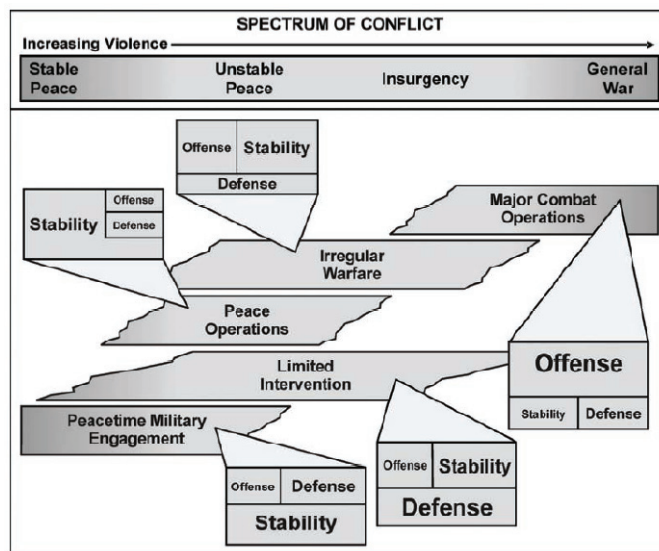 SPECTRUM OF CONFLICT
Increasing Violence
Stable
Peace
Unstable
Peace
Insurgency
General
War
Offense
Stability
Defense
Stability
Offense
Defense
Major Combat
Operations
Irregular
Warfare
Peace
Operations
Limited
Intervention
Offense
Stability
Defense
Peacetime Military
Engagement
Offense
Stability
Defense
Offense
Defense
Stability